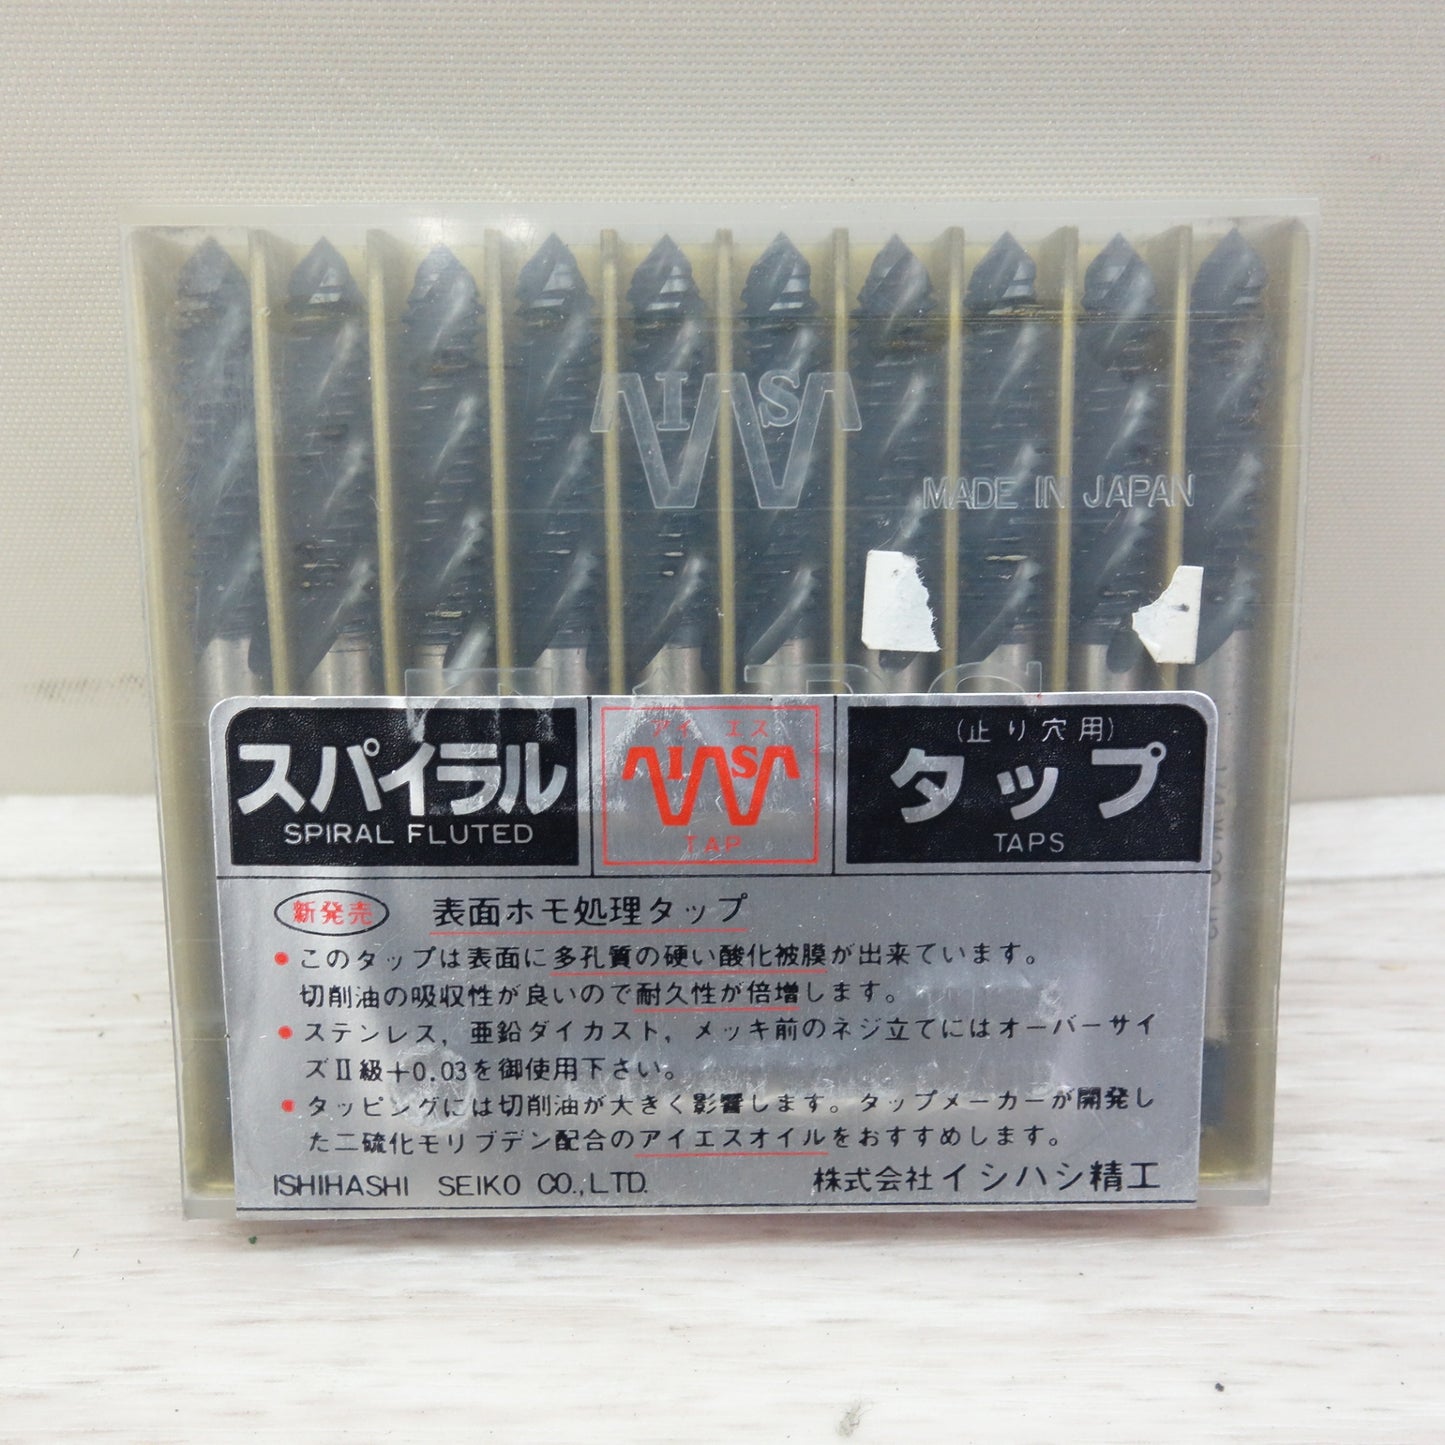 IS
MADE IN JAPAN
TAPS
スパイラル
SPIRAL FLUTED
アイ エス
IS
TAP
(止り穴用)
タップ
TAPS
新発売 表面ホモ処理タップ
● このタップは表面に多孔質の硬い酸化被膜が出来ています。
切削油の吸収性が良いので耐久性が倍増します。
● ステンレス, 亜鉛ダイカスト, メッキ前のネジ立てにはオーバーサイ
ズⅡ級+0.03を御使用下さい。
● タッピングには切削油が大きく影響します。タップメーカーが開発し
た二硫化モリブデン配合のアイエスオイルをおすすめします。
ISHIHASHI SEIKO CO.,LTD. 株式会社イシハシ精工